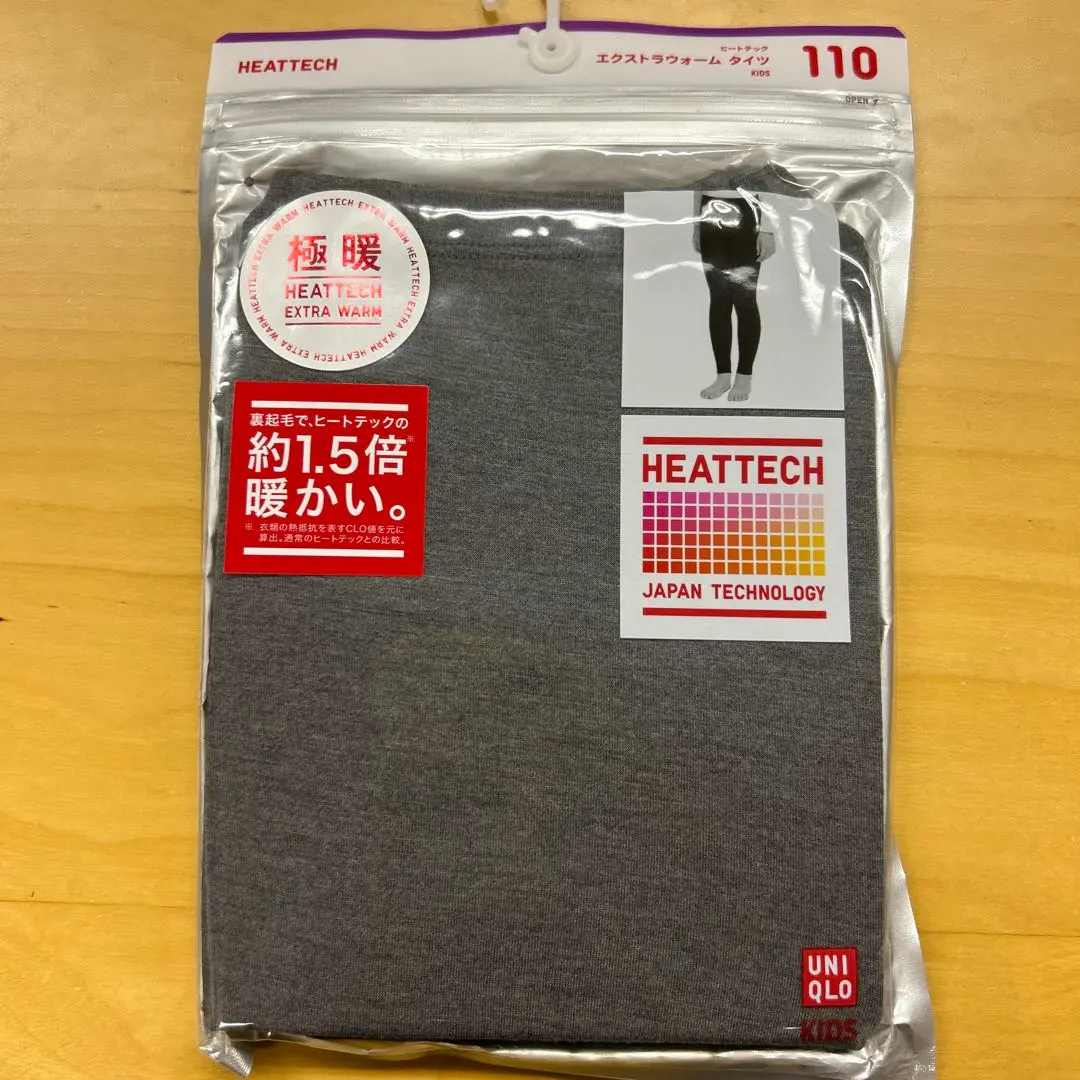 HEATTECH
ヒートテック
エクストラウォーム タイツ
KIDS
110
OPEN
HEATTECH EXTRA WARM HEATTECH EXTRA WARM HEATTECH EXTRA WARM HEATTECH EXTRA WARM
極暖
HEATTECH
EXTRA WARM
裏起毛で、ヒートテックの
約1.5倍※
暖かい。
※ 衣類の熱抵抗を表すCLO値を元に
算出。通常のヒートテックとの比較。
HEATTECH
JAPAN TECHNOLOGY
UNI
QLO
KIDS